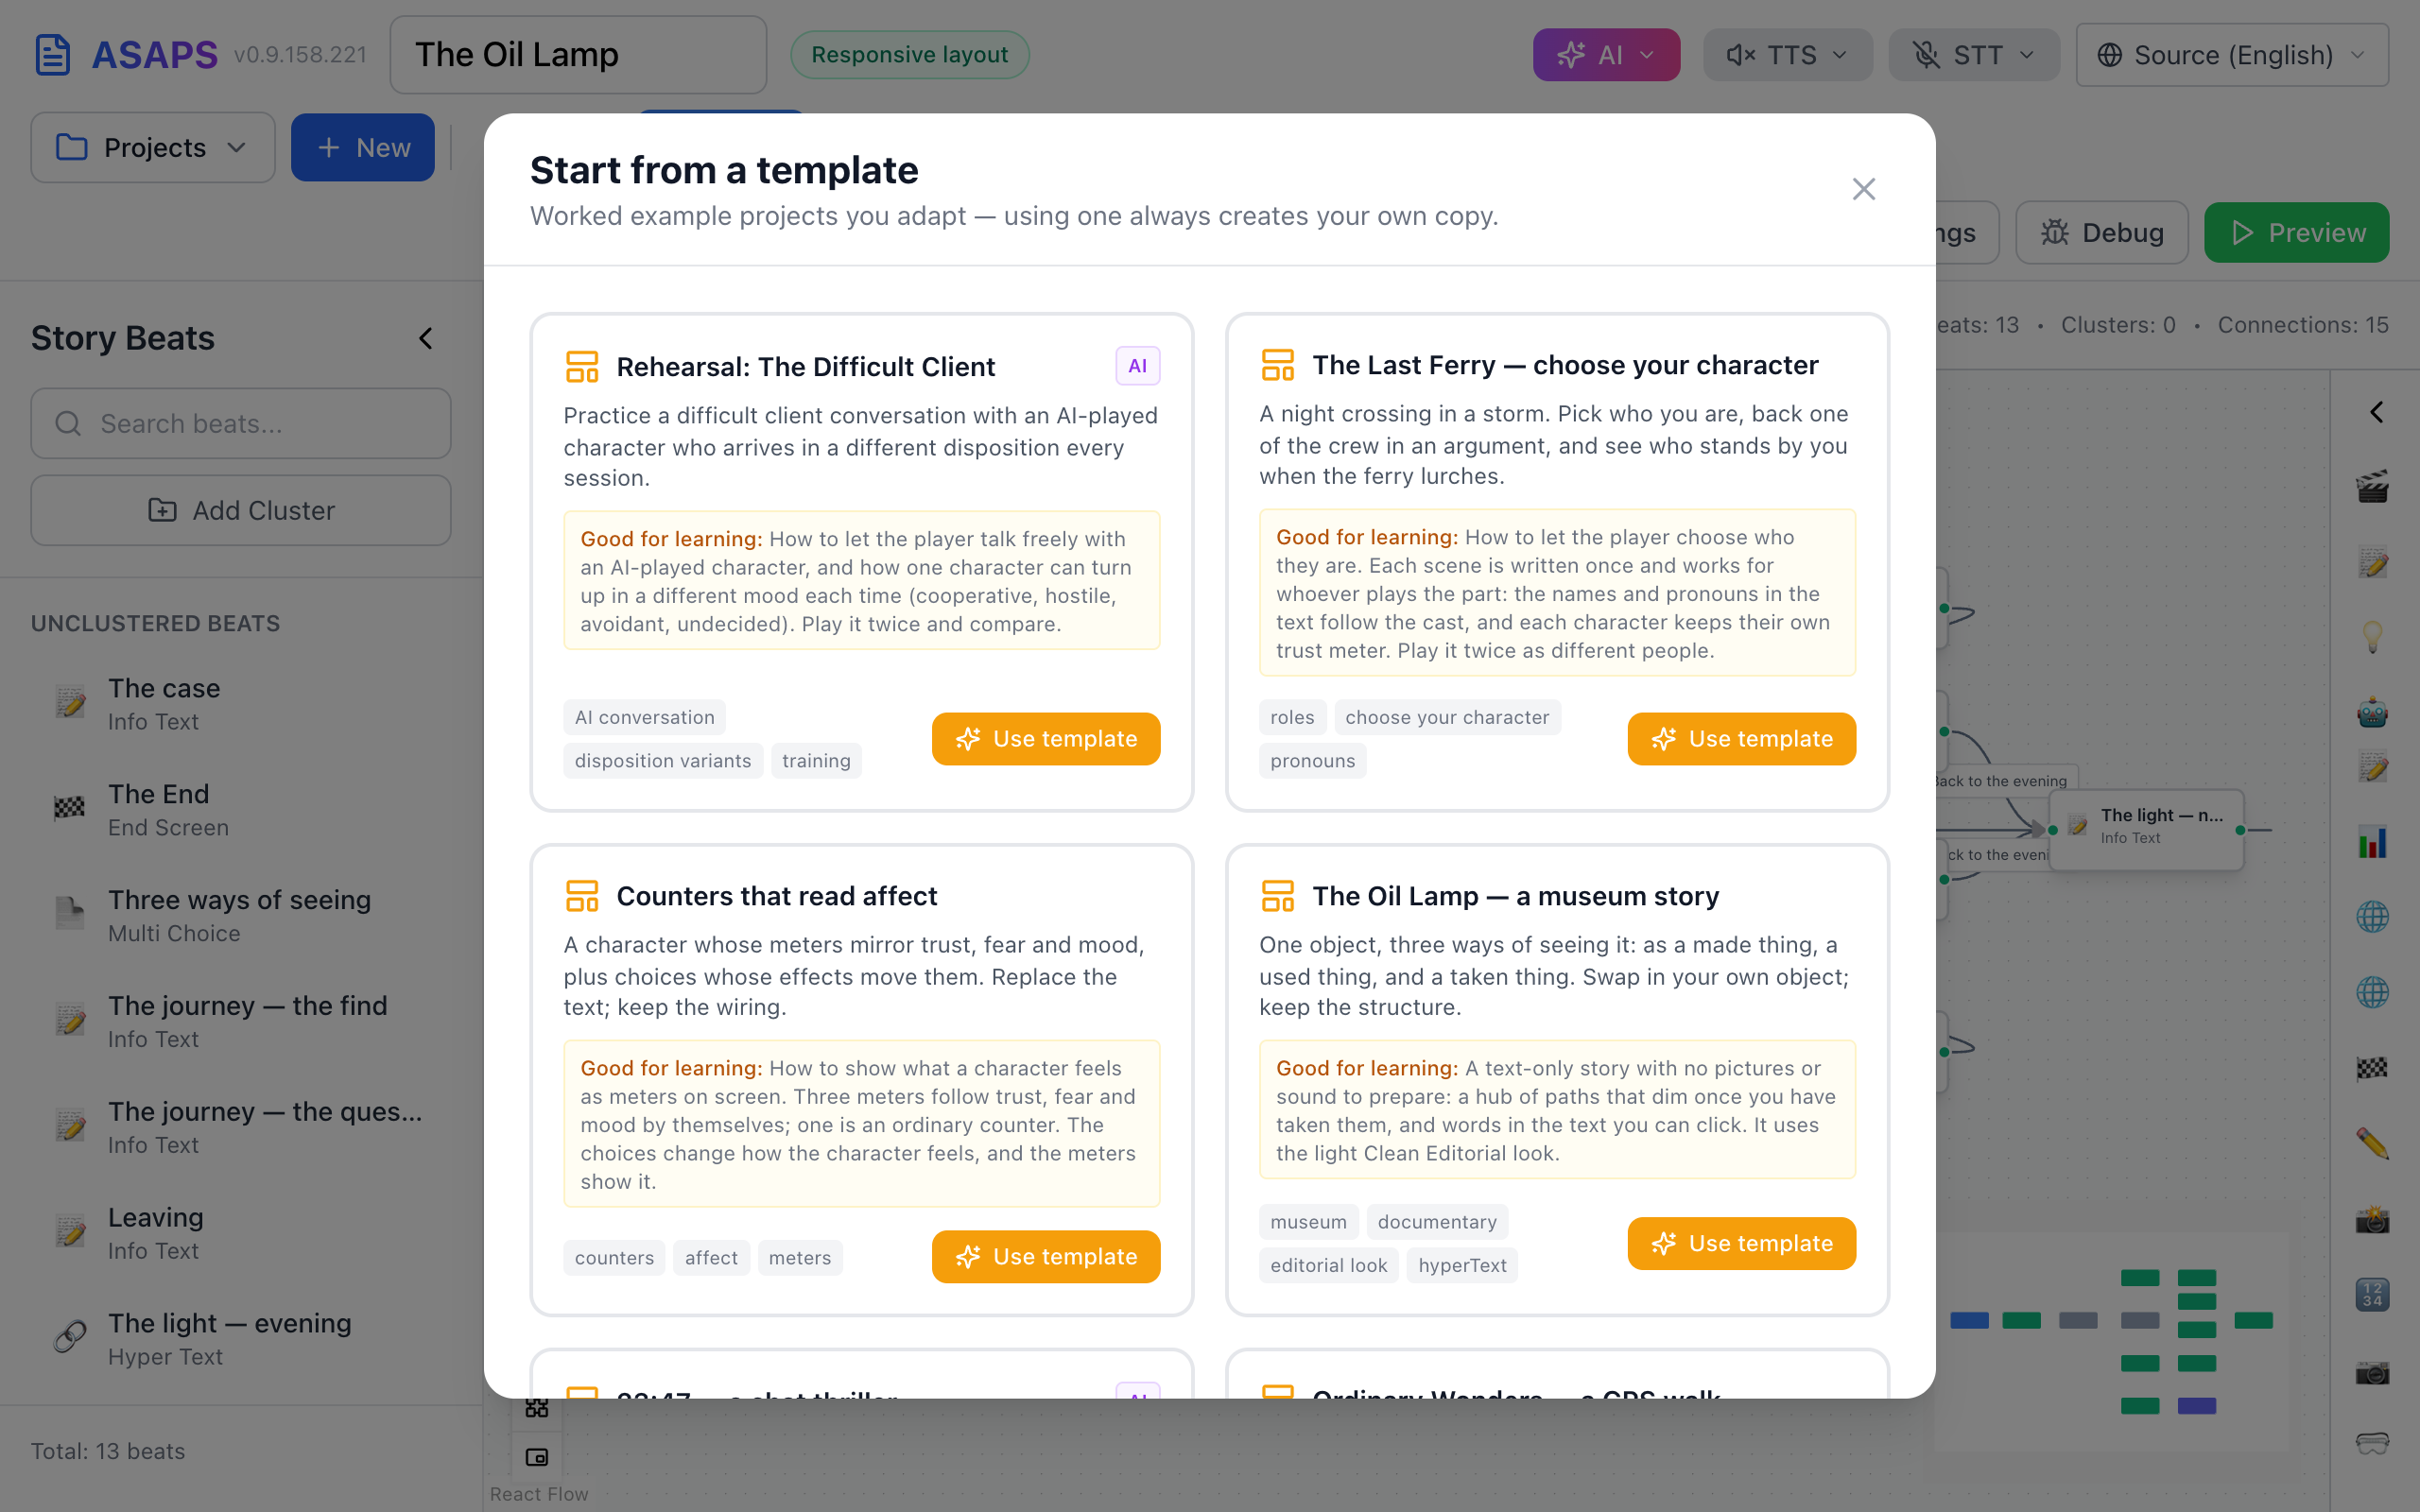 ASAPS v0.9.158.221
The Oil Lamp
Responsive layout
AI
TTS
STT
Source (English)
Projects
New
Debug
Preview
Story Beats
Search beats...
Add Cluster
UNCLUSTERED BEATS
The case
Info Text
The End
End Screen
Three ways of seeing
Multi Choice
The journey — the find
Info Text
The journey — the ques...
Info Text
Leaving
Info Text
The light — evening
Hyper Text
Total: 13 beats
Start from a template
Worked example projects you adapt — using one always creates your own copy.
Rehearsal: The Difficult Client
AI
Practice a difficult client conversation with an AI-played
character who arrives in a different disposition every
session.
Good for learning: How to let the player talk freely with
an AI-played character, and how one character can turn
up in a different mood each time (cooperative, hostile,
avoidant, undecided). Play it twice and compare.
AI conversation
disposition variants
training
Use template
The Last Ferry — choose your character
A night crossing in a storm. Pick who you are, back one
of the crew in an argument, and see who stands by you
when the ferry lurches.
Good for learning: How to let the player choose who
they are. Each scene is written once and works for
whoever plays the part: the names and pronouns in the
text follow the cast, and each character keeps their own
trust meter. Play it twice as different people.
roles
choose your character
pronouns
Use template
Counters that read affect
A character whose meters mirror trust, fear and mood,
plus choices whose effects move them. Replace the
text; keep the wiring.
Good for learning: How to show what a character feels
as meters on screen. Three meters follow trust, fear and
mood by themselves; one is an ordinary counter. The
choices change how the character feels, and the meters
show it.
counters
affect
meters
Use template
The Oil Lamp — a museum story
One object, three ways of seeing it: as a made thing, a
used thing, and a taken thing. Swap in your own object;
keep the structure.
Good for learning: A text-only story with no pictures or
sound to prepare: a hub of paths that dim once you have
taken them, and words in the text you can click. It uses
the light Clean Editorial look.
museum
documentary
editorial look
hyperText
Use template
Ordinary Wonders — a GPS walk
Clusters: 0 • Connections: 15
Back to the evening
The light — n...
Info Text
React Flow